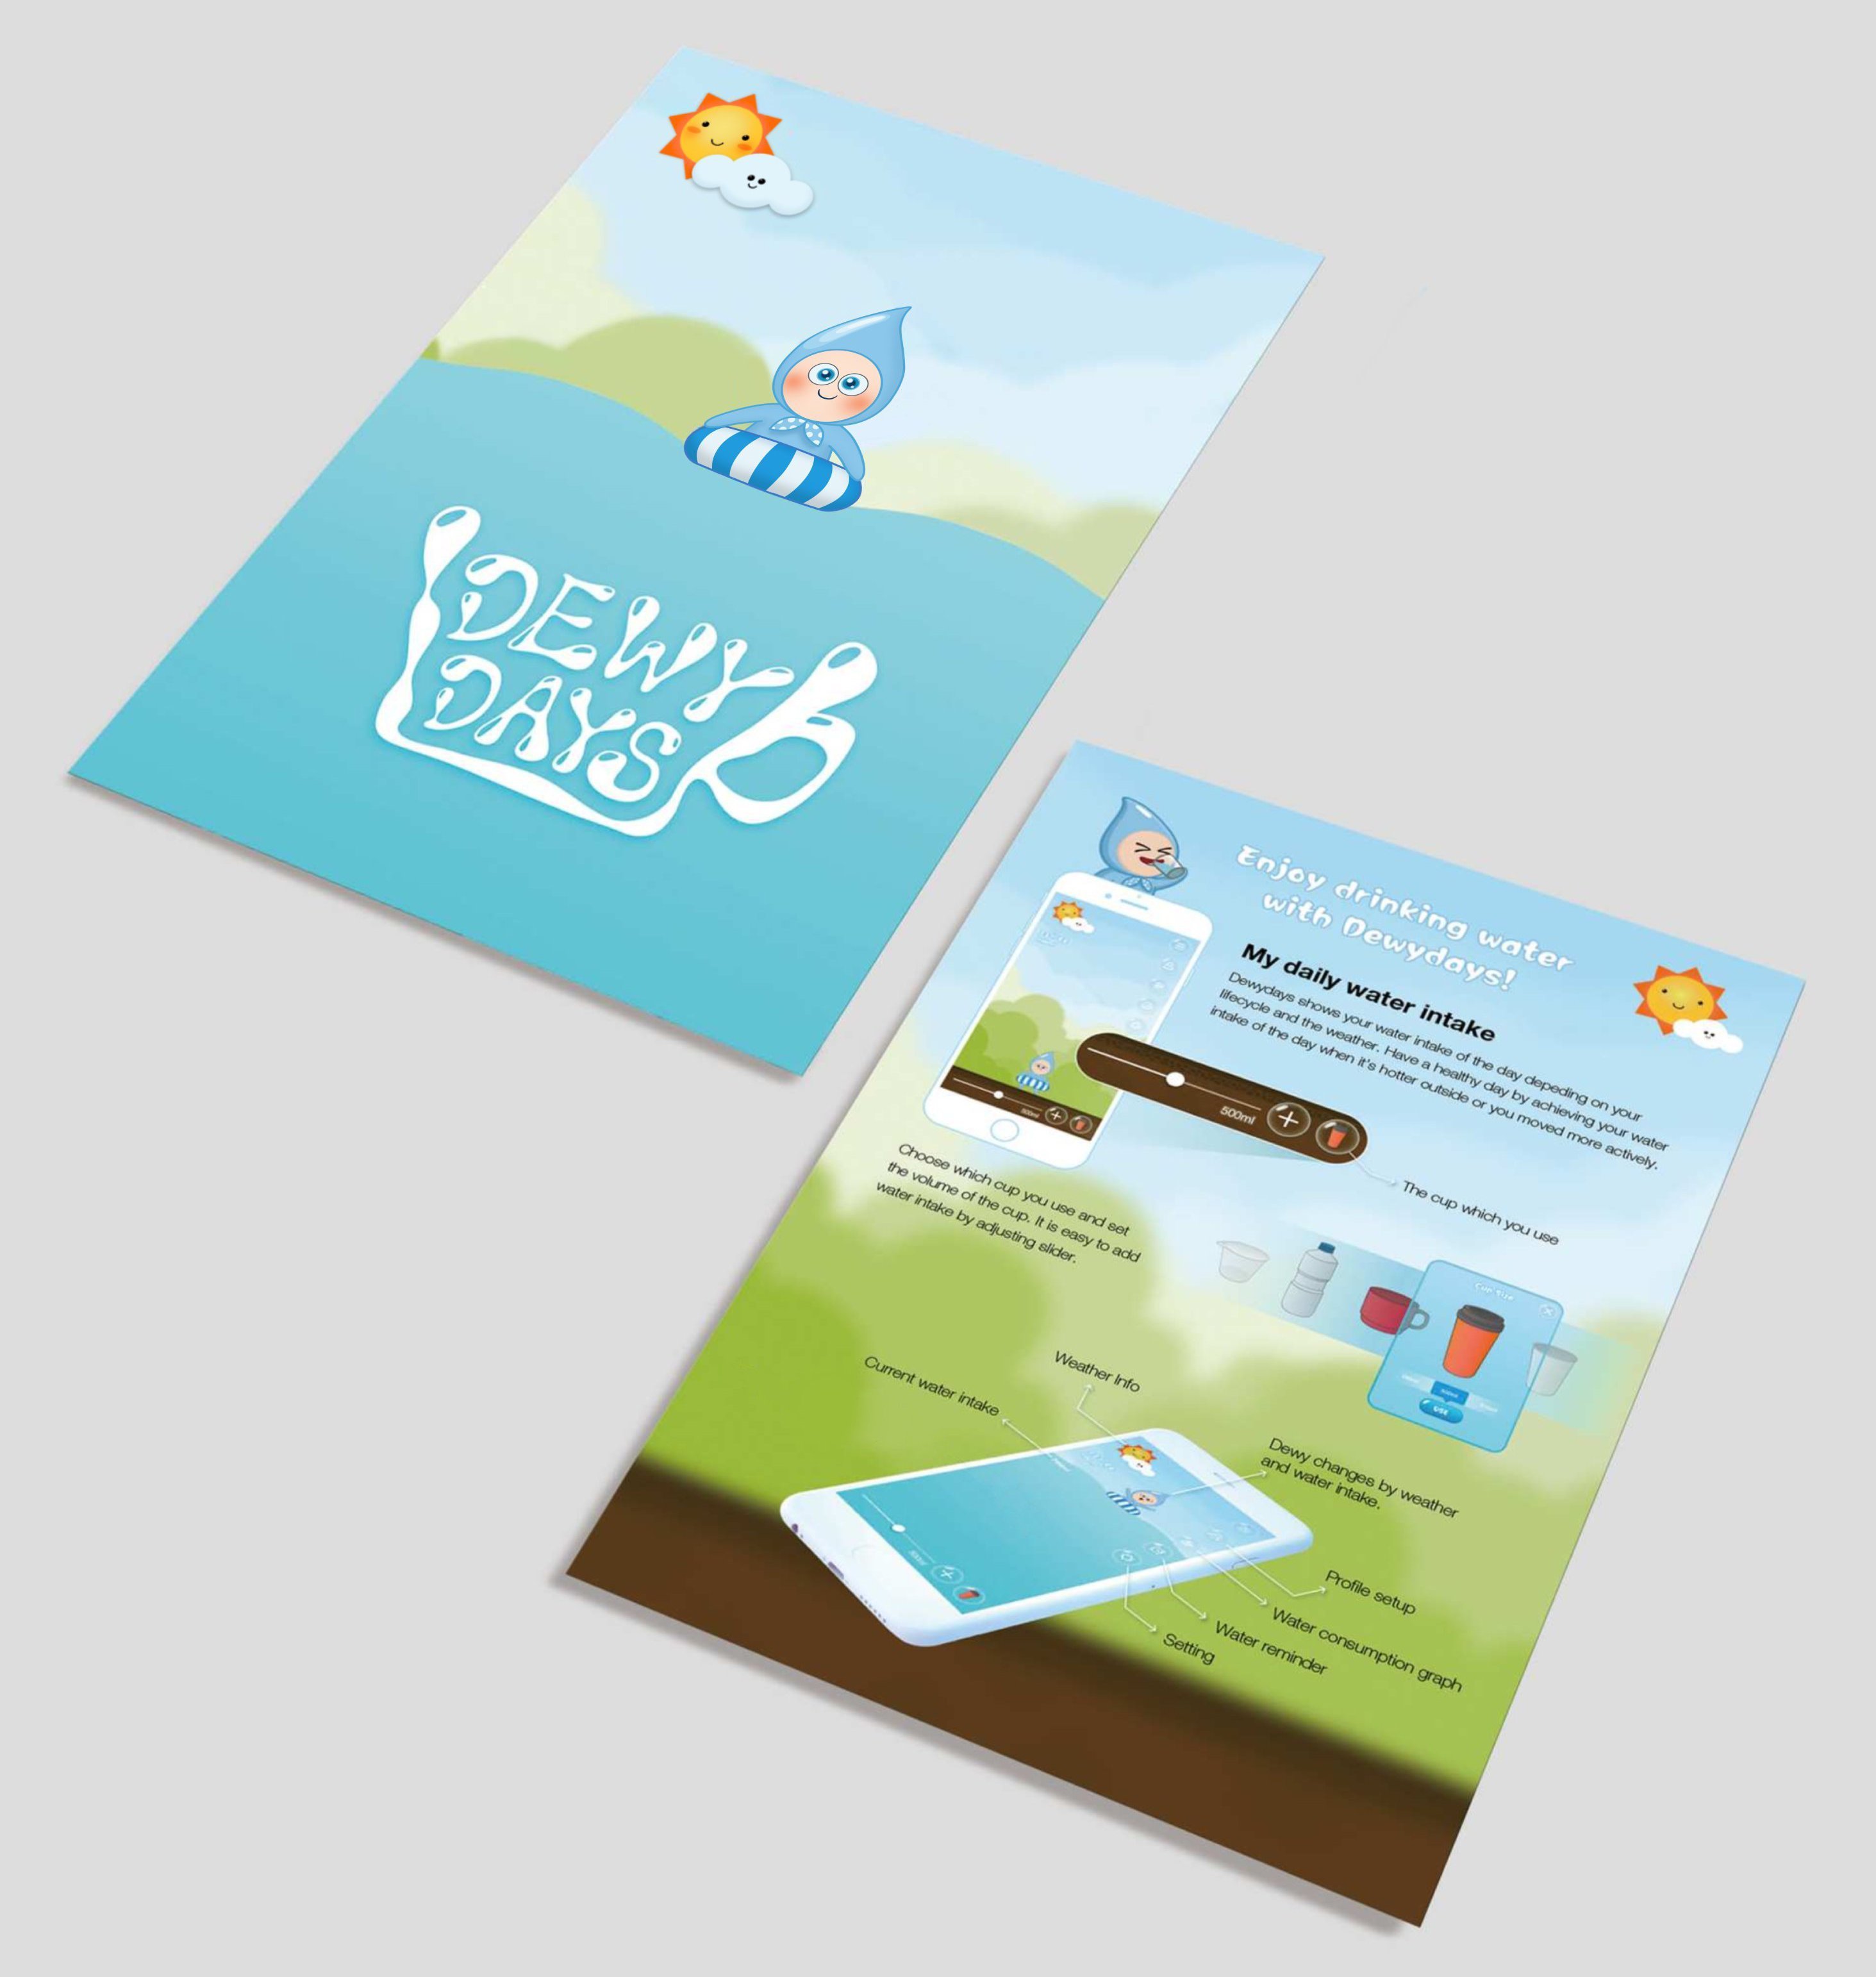 DEWY
DAYS
Enjoy drinking water
with Dewydays!
My daily water intake
Dewydays shows your water intake of the day depeding on your
lifecycle and the weather. Have a healthy day by achieving your water
intake of the day when it's hotter outside or you moved more actively.
500ml
500ml
The cup which you use
Choose which cup you use and set
the volume of the cup. It is easy to add
water intake by adjusting slider.
Cup Size
USE
Current water intake
Weather Info
Dewy changes by weather
and water intake.
500ml
Profile setup
Water consumption graph
Water reminder
Setting